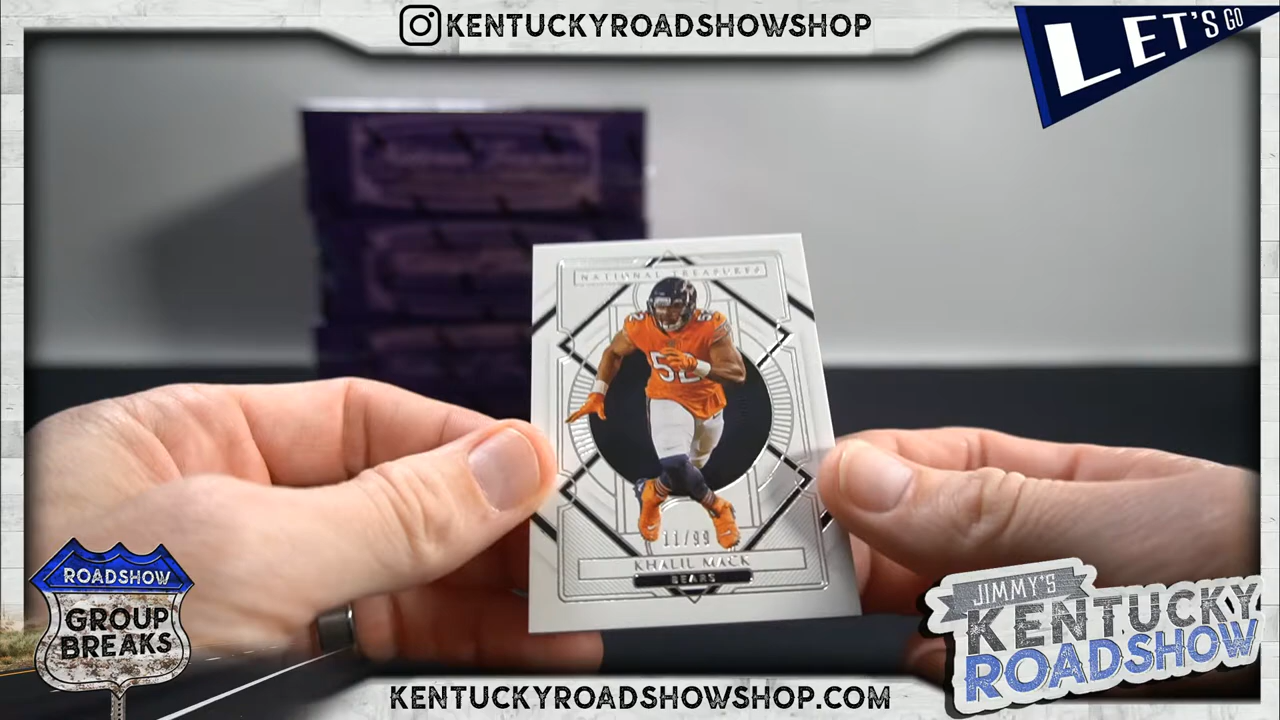 KENTUCKYROADSHOWSHOP
LET'S GO
NATIONAL TREASURES
52
52
11/99
KHALIL MACK
BEARS
ROADSHOW
GROUP
BREAKS
JIMMY'S
KENTUCKY
ROADSHOW
KENTUCKYROADSHOWSHOP.COM